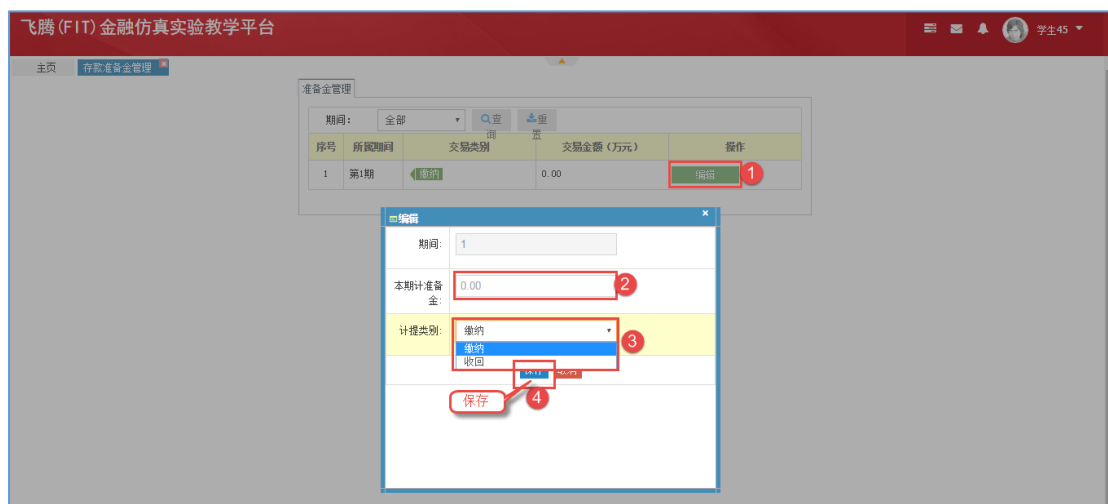 飞腾(FIT)金融仿真实验教学平台
学生45
主页 存款准备金管理
准备金管理
期间: 全部 查询 重置
序号 所属期间 交易类别 交易金额(万元) 操作
1 第1期 缴纳 0.00 编辑 1
编辑 ×
期间: 1
本期计准备金: 0.00 2
计提类别: 缴纳 3
缴纳
收回
保存 取消
保存 4